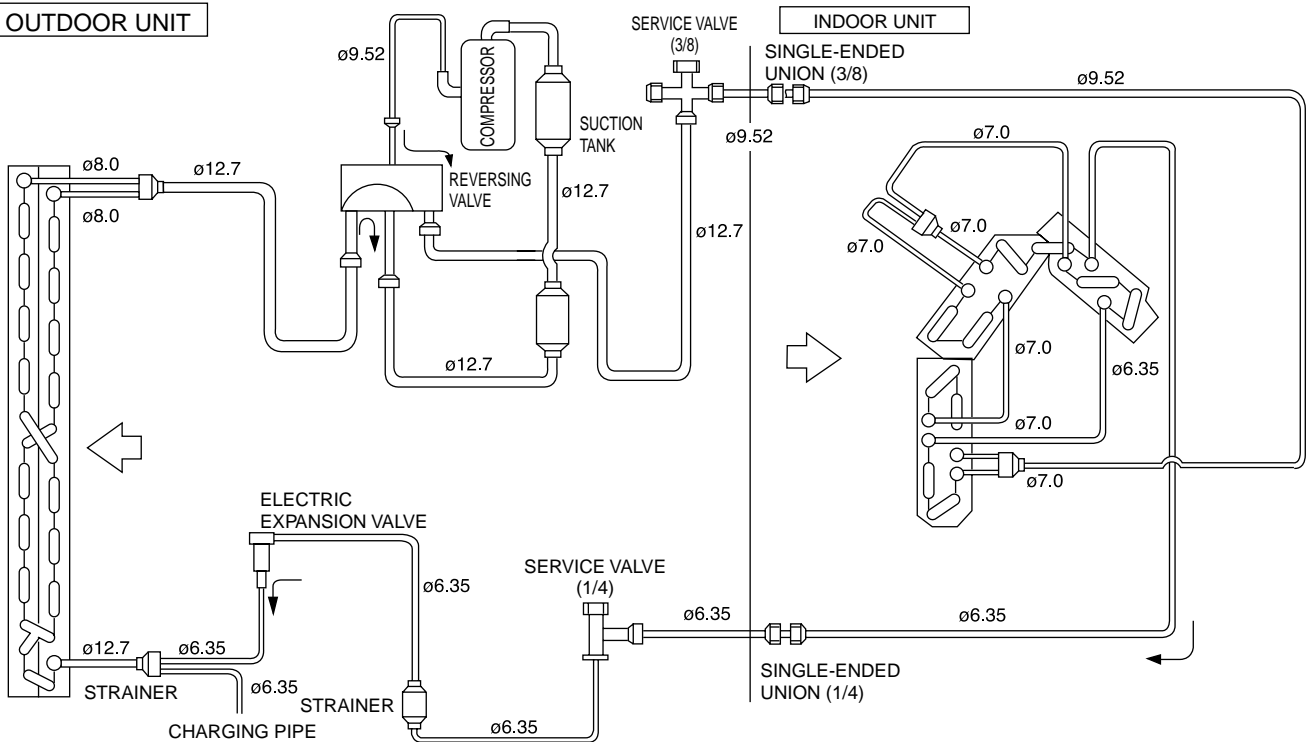 OUTDOOR UNIT
INDOOR UNIT
SERVICE VALVE
(3/8)
SINGLE-ENDED
UNION (3/8)
ø9.52
COMPRESSOR
SUCTION
TANK
ø9.52
ø9.52
ø7.0
ø8.0
ø12.7
ø8.0
REVERSING
VALVE
ø12.7
ø12.7
ø7.0
ø7.0
ø12.7
ø7.0
ø6.35
ø7.0
ø7.0
ELECTRIC
EXPANSION VALVE
ø6.35
SERVICE VALVE
(1/4)
ø6.35
ø6.35
ø12.7
ø6.35
ø6.35
STRAINER
CHARGING PIPE
STRAINER
ø6.35
SINGLE-ENDED
UNION (1/4)